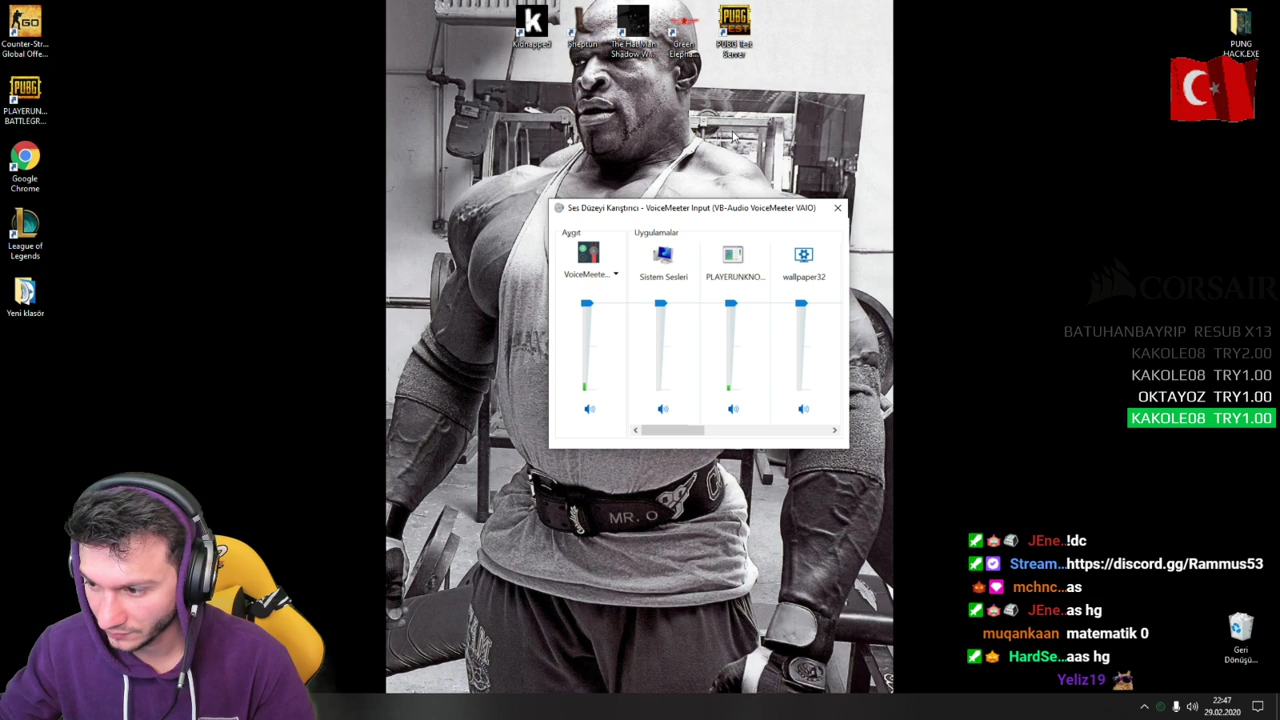 Counter-Str...
Global Offe...
PLAYERUN...
BATTLEGR...
Google
Chrome
League of
Legends
Yeni klasör
Kidnapped
Sheptun
The Hat Man
Shadow W...
Green
Elepha...
PUBG
TEST
PUBG Test
Server
PUNG
HACK.EXE
Ses Düzeyi Karıştırıcı - VoiceMeeter Input (VB-Audio VoiceMeeter VAIO)
Aygıt
Uygulamalar
VoiceMeete...
Sistem Sesleri
PLAYERUNKNO...
wallpaper32
MR. O
CORSAIR
BATUHANBAYRIP RESUB X13
KAKOLE08 TRY2.00
KAKOLE08 TRY1.00
OKTAYOZ TRY1.00
KAKOLE08 TRY1.00
JEne..!dc
Stream...https://discord.gg/Rammus53
mchnc...as
JEne..as hg
muqankaan matematik 0
HardSe...aas hg
Yeliz19
Geri
Dönüşü...
22:47
29.02.2020